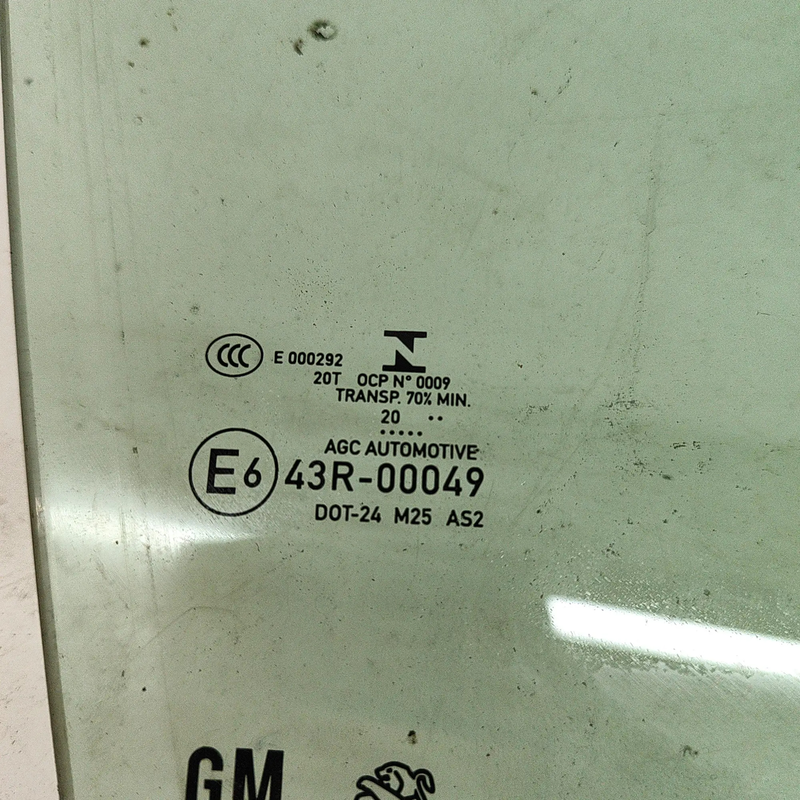 CCC E 000292
20T OCP N° 0009
TRANSP. 70% MIN.
20 ..
.....
AGC AUTOMOTIVE
E6 43R-00049
DOT-24 M25 AS2
GM